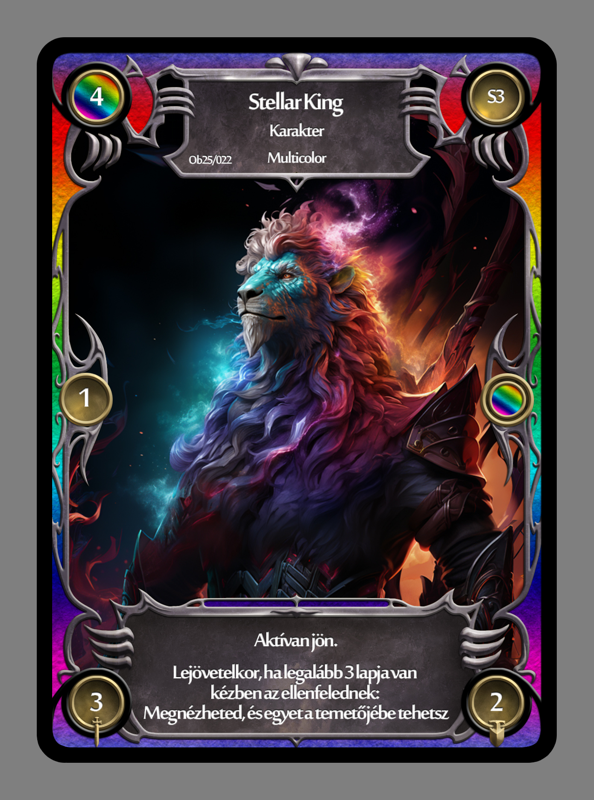 4
Stellar King
S3
Karakter
Ob25/022
Multicolor
1
Aktívan jön.
Lejövetelkor, ha legalább 3 lapja van
kézben az ellenfelednek:
Megnézheted, és egyet a temetőjébe tehetsz
3
2